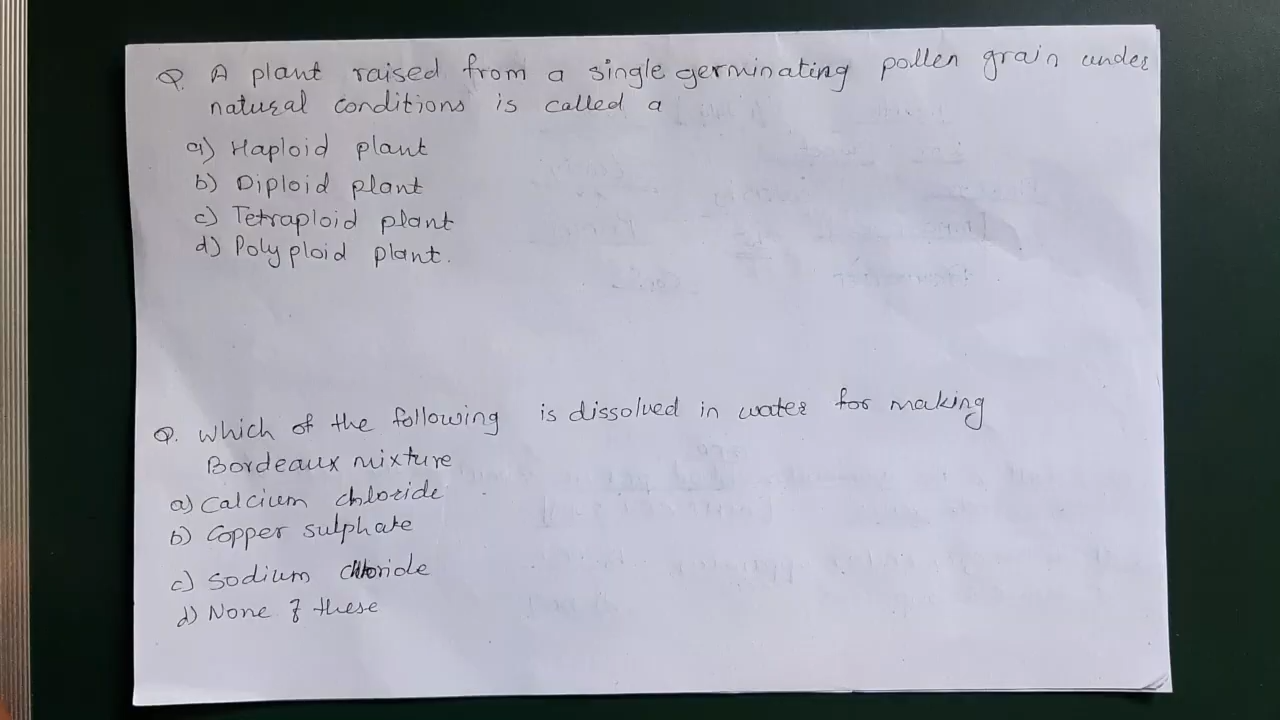 Q. A plant raised from a single germinating pollen grain under
natural conditions is called a
a) Haploid plant
b) Diploid plant
c) Tetraploid plant
d) Polyploid plant.
Q. which of the following is dissolved in water for making
Bordeaux mixture
a) Calcium chloride
b) Copper sulphate
c) Sodium chloride
d) None of these